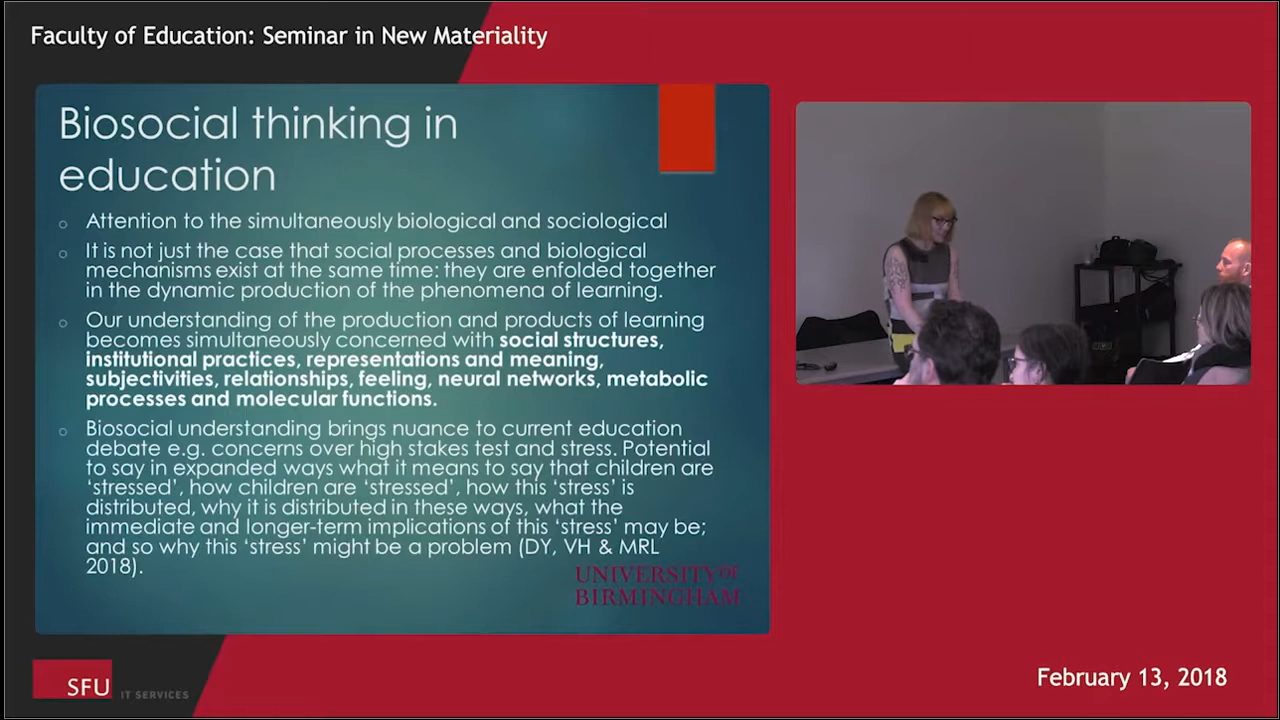 Faculty of Education: Seminar in New Materiality
Biosocial thinking in
education
Attention to the simultaneously biological and sociological
It is not just the case that social processes and biological
mechanisms exist at the same time: they are enfolded together
in the dynamic production of the phenomena of learning.
Our understanding of the production and products of learning
becomes simultaneously concerned with social structures,
institutional practices, representations and meaning,
subjectivities, relationships, feeling, neural networks, metabolic
processes and molecular functions.
Biosocial understanding brings nuance to current education
debate e.g. concerns over high stakes test and stress. Potential
to say in expanded ways what it means to say that children are
‘stressed’, how children are ‘stressed’, how this ‘stress’ is
distributed, why it is distributed in these ways, what the
immediate and longer-term implications of this ‘stress’ may be;
and so why this ‘stress’ might be a problem (DY, VH & MRL
2018).
UNIVERSITY OF
BIRMINGHAM
SFU IT SERVICES
February 13, 2018